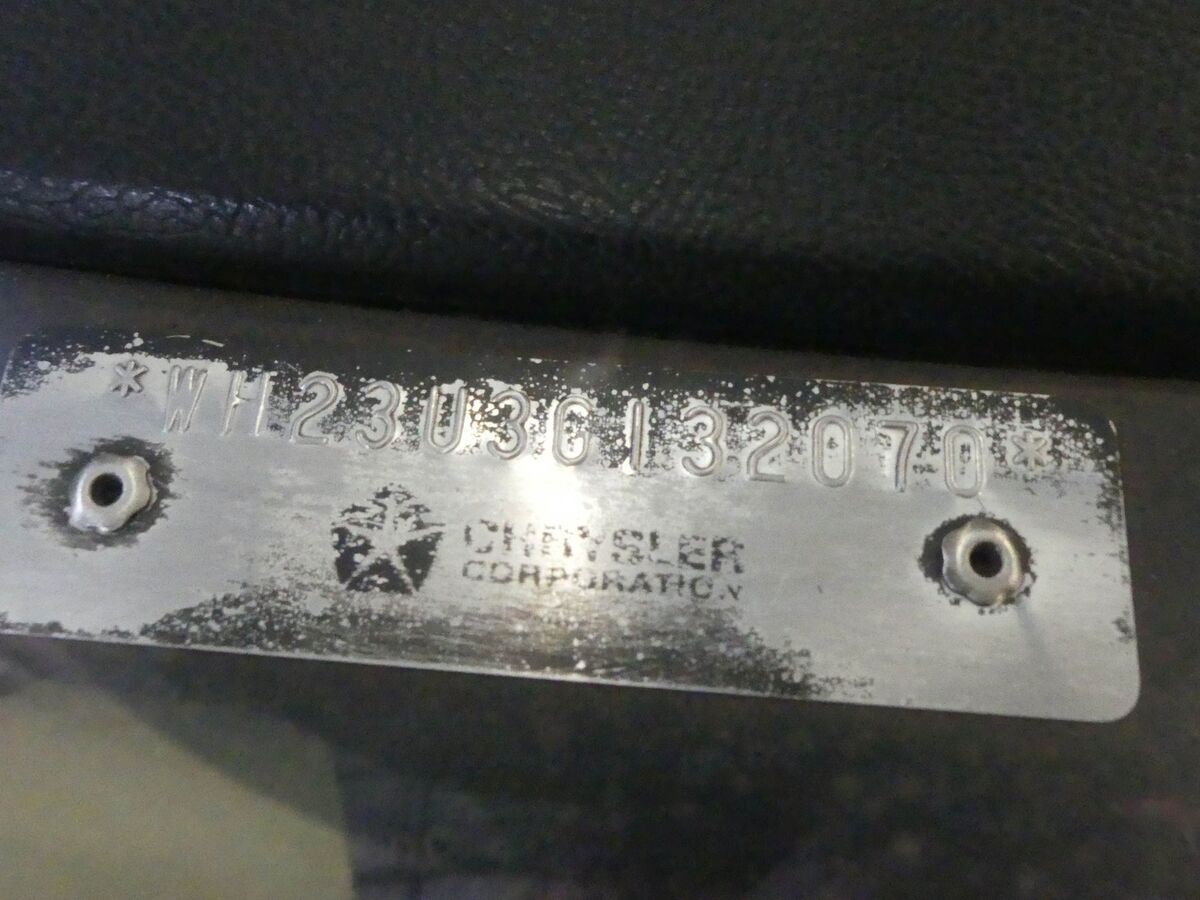 *WH23U3G132070*
CHRYSLER
CORPORATION